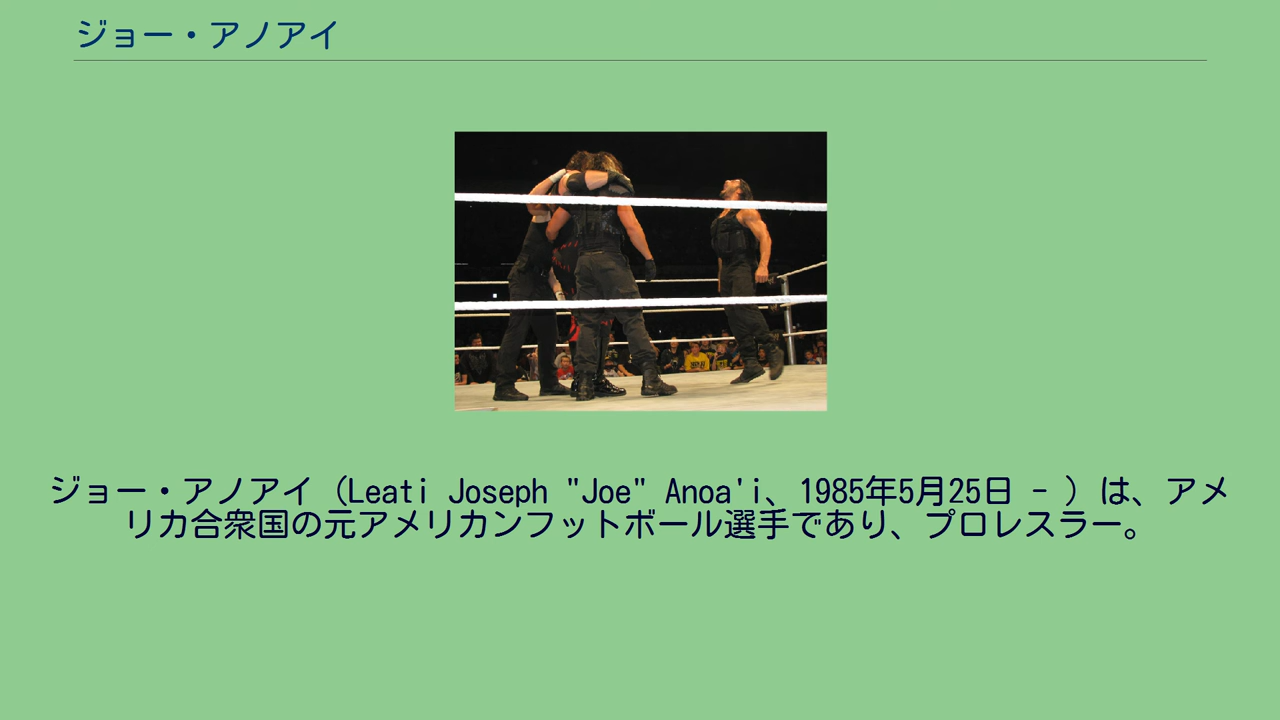 ジョー・アノアイ
ジョー・アノアイ（Leati Joseph "Joe" Anoa'i、1985年5月25日 - ）は、アメ
リカ合衆国の元アメリカンフットボール選手であり、プロレスラー。